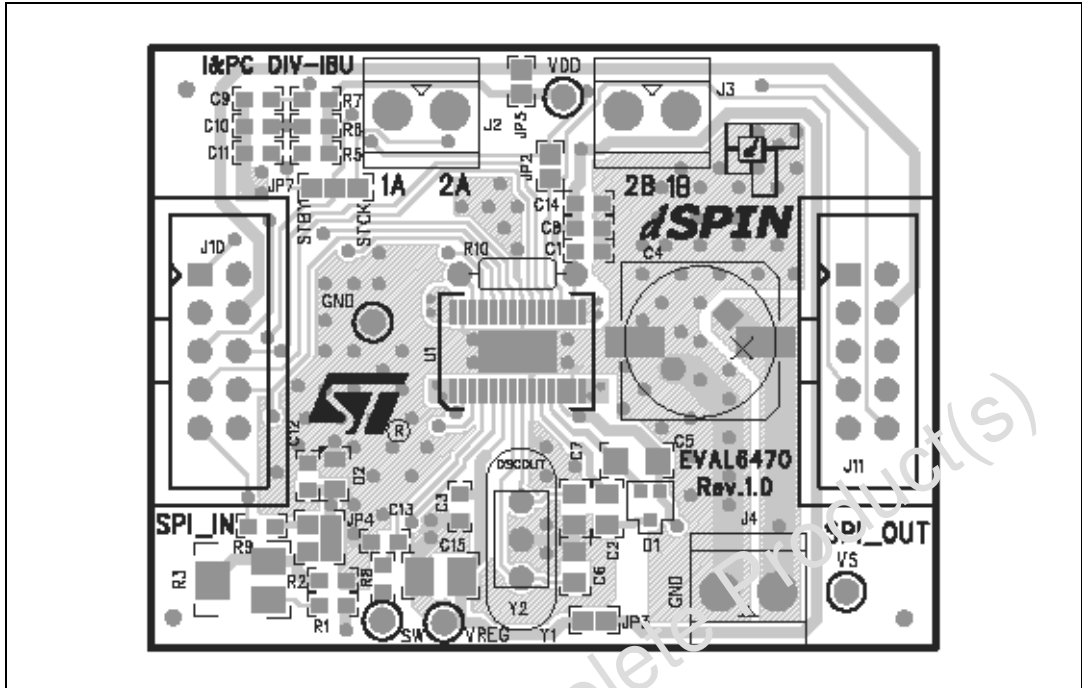 I&PC DIV-IBU
VDD
C9
R7
J2
JP5
J3
C10
R6
C11
R5
JP2
JP7
1A
2A
2B 1B
STBY
STCK
C14
C8
dSPIN
J10
R10
C1
C4
GND
U1
ST
®
C12
D2
OSCOUT
C7
C5
EVAL6470
Rev.1.0
J11
SPI_IN
JP4
C13
C3
J4
SPI_OUT
R9
C15
D1
C2
VS
R3
R2
R8
C6
GND
R1
SW
VREG
Y2
Y1
JP3